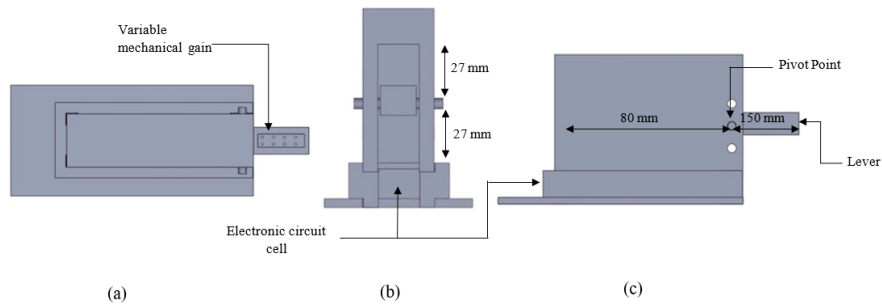 Variable
mechanical gain
27 mm
27 mm
Pivot Point
80 mm
150 mm
Lever
Electronic circuit
cell
(a)
(b)
(c)